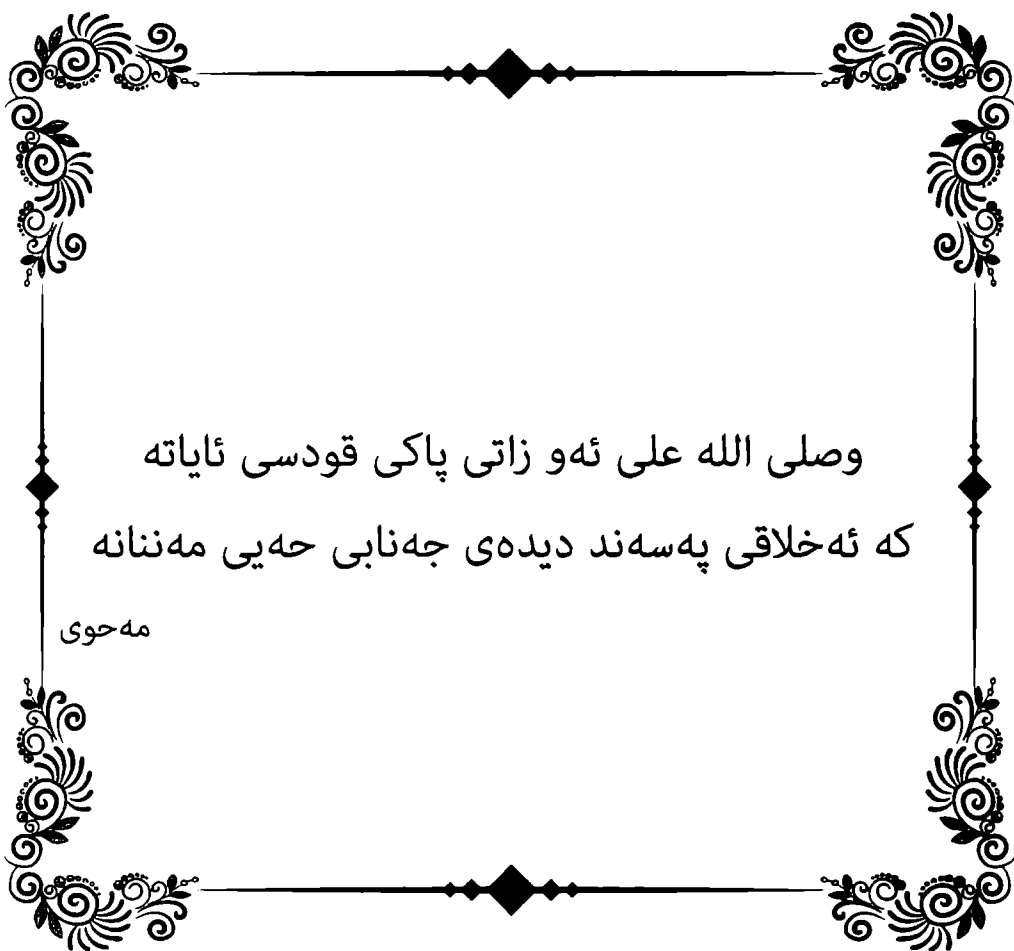 وصلی الله علی ئەو زاتی پاکی قودسی ئایاتە
کە ئەخلاقی پەسەند دیدەی جەنابی حەیی مەننانە
مەحوی